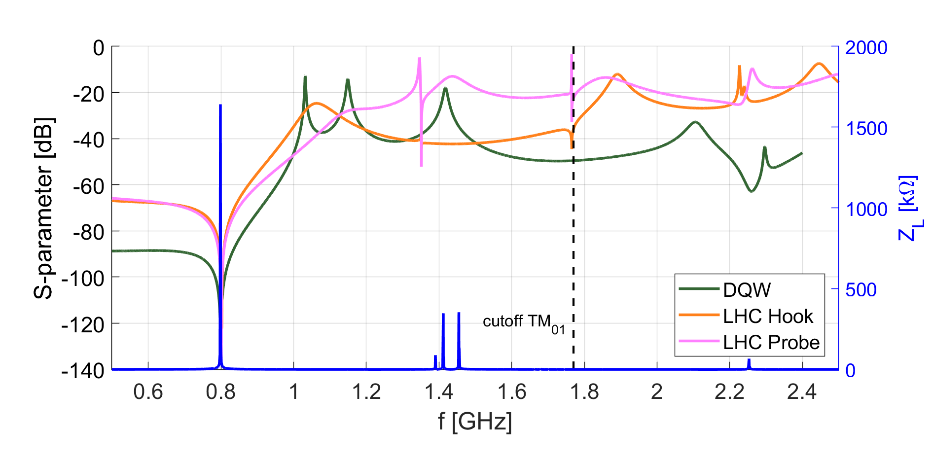 0
-20
-40
-60
-80
-100
-120
-140
S-parameter [dB]
0.6 0.8 1 1.2 1.4 1.6 1.8 2 2.2 2.4
f [GHz]
2000
1500
1000
500
0
Z_L [kΩ]
cutoff TM_01
DQW
LHC Hook
LHC Probe